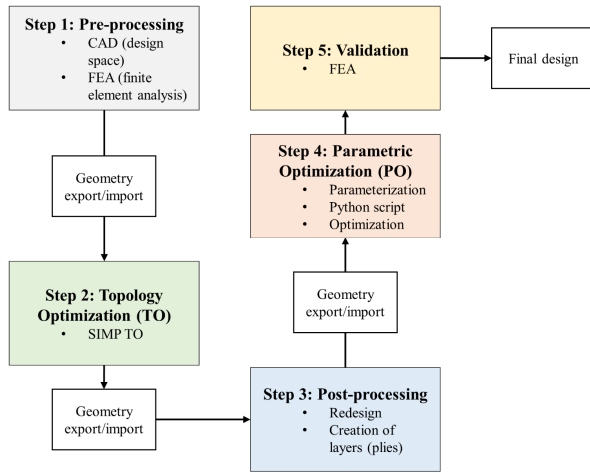 Step 1: Pre-processing
• CAD (design
space)
• FEA (finite
element analysis)
Geometry
export/import
Step 2: Topology
Optimization (TO)
• SIMP TO
Geometry
export/import
Step 3: Post-processing
• Redesign
• Creation of
layers (plies)
Geometry
export/import
Step 4: Parametric
Optimization (PO)
• Parameterization
• Python script
• Optimization
Step 5: Validation
• FEA
Final design